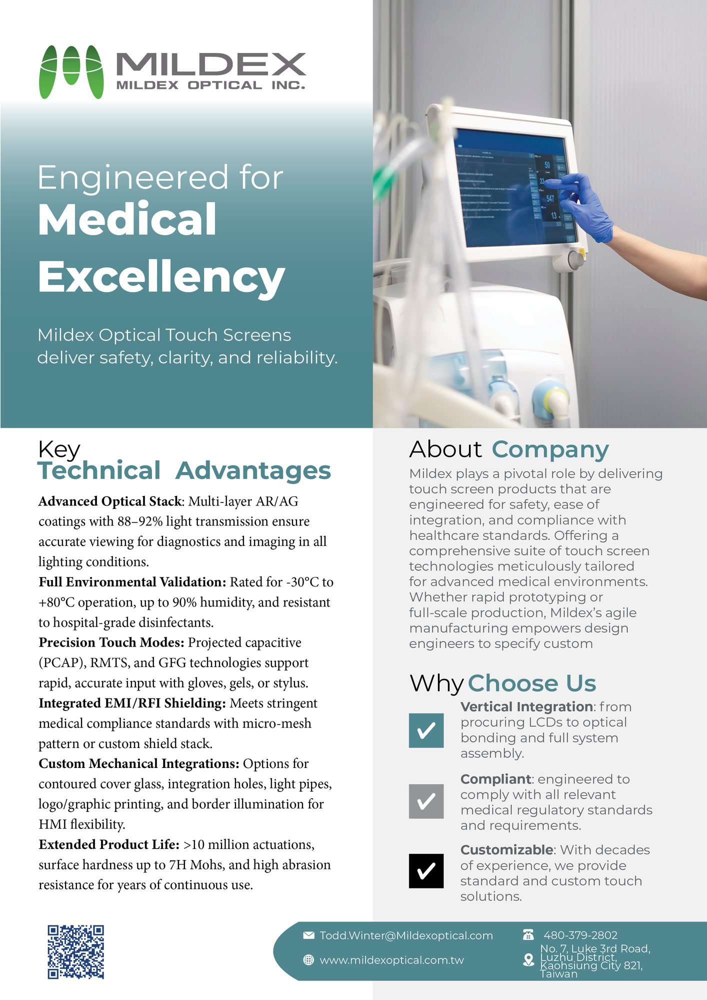 MILDEX
MILDEX OPTICAL INC.
Engineered for
Medical
Excellency
Mildex Optical Touch Screens
deliver safety, clarity, and reliability.
50
22
547
13
Key
Technical Advantages
Advanced Optical Stack: Multi-layer AR/AG
coatings with 88–92% light transmission ensure
accurate viewing for diagnostics and imaging in all
lighting conditions.
Full Environmental Validation: Rated for -30°C to
+80°C operation, up to 90% humidity, and resistant
to hospital-grade disinfectants.
Precision Touch Modes: Projected capacitive
(PCAP), RMTS, and GFG technologies support
rapid, accurate input with gloves, gels, or stylus.
Integrated EMI/RFI Shielding: Meets stringent
medical compliance standards with micro-mesh
pattern or custom shield stack.
Custom Mechanical Integrations: Options for
contoured cover glass, integration holes, light pipes,
logo/graphic printing, and border illumination for
HMI flexibility.
Extended Product Life: >10 million actuations,
surface hardness up to 7H Mohs, and high abrasion
resistance for years of continuous use.
About Company
Mildex plays a pivotal role by delivering
touch screen products that are
engineered for safety, ease of
integration, and compliance with
healthcare standards. Offering a
comprehensive suite of touch screen
technologies meticulously tailored
for advanced medical environments.
Whether rapid prototyping or
full-scale production, Mildex’s agile
manufacturing empowers design
engineers to specify custom
Why Choose Us
Vertical Integration: from
procuring LCDs to optical
bonding and full system
assembly.
Compliant: engineered to
comply with all relevant
medical regulatory standards
and requirements.
Customizable: With decades
of experience, we provide
standard and custom touch
solutions.
Todd.Winter@Mildexoptical.com
www.mildexoptical.com.tw
480-379-2802
No. 7, Luke 3rd Road,
Luzhu District,
Kaohsiung City 821,
Taiwan